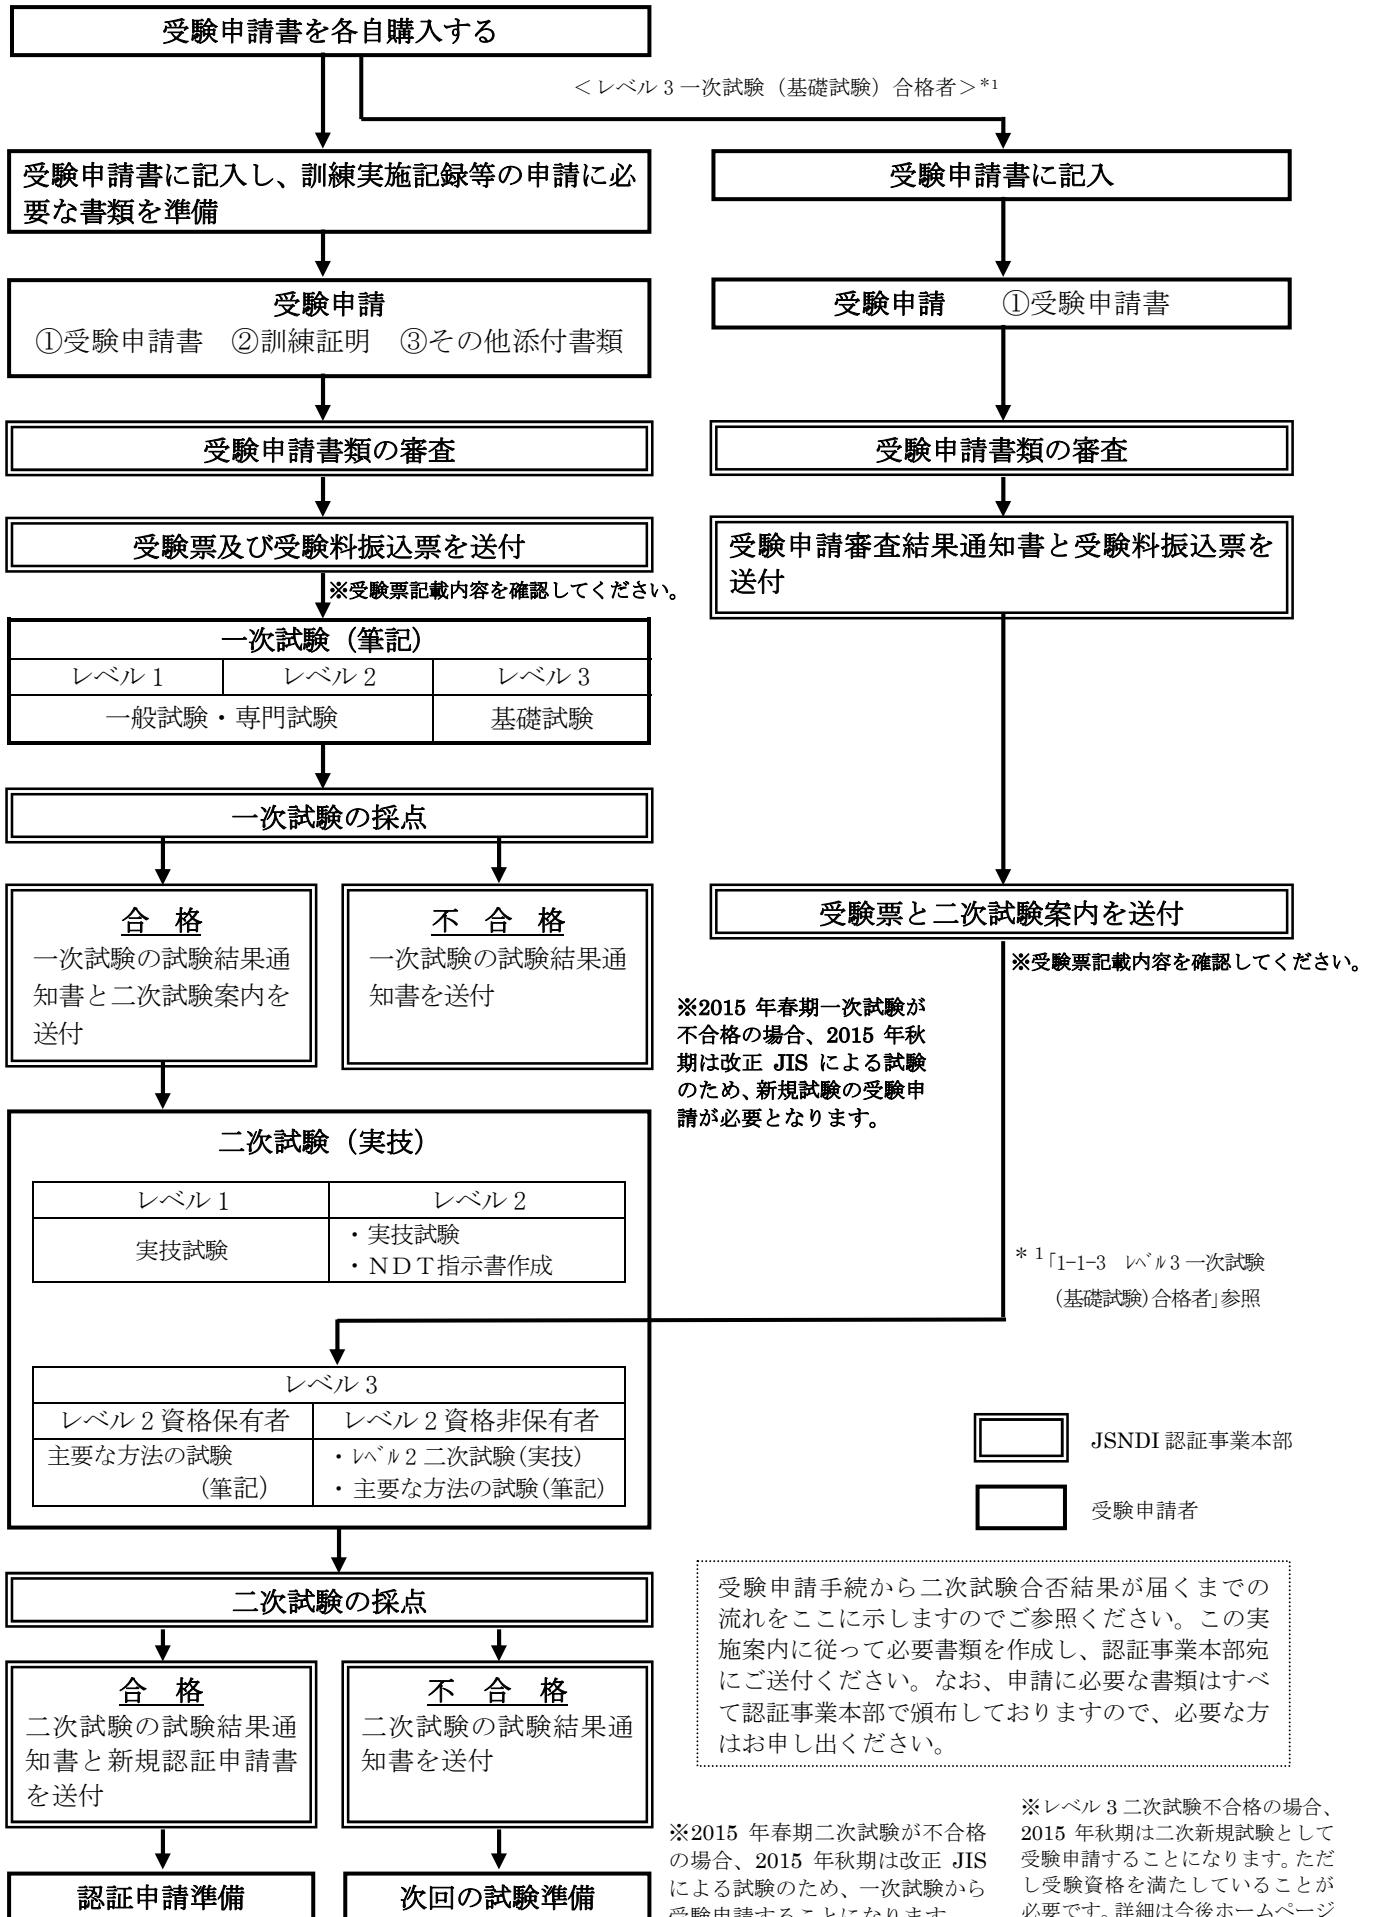 受験申請書を各自購入する
＜レベル3一次試験（基礎試験）合格者＞*1
受験申請書に記入し、訓練実施記録等の申請に必
要な書類を準備
受験申請書に記入
受験申請
①受験申請書　②訓練証明　③その他添付書類
受験申請　　①受験申請書
受験申請書類の審査
受験申請書類の審査
受験票及び受験料振込票を送付
受験申請審査結果通知書と受験料振込票を
送付
※受験票記載内容を確認してください。
一次試験（筆記）
レベル1　レベル2　レベル3
一般試験・専門試験　基礎試験
一次試験の採点
合　格
一次試験の試験結果通
知書と二次試験案内を
送付
不　合　格
一次試験の試験結果通
知書を送付
受験票と二次試験案内を送付
※受験票記載内容を確認してください。
※2015 年春期一次試験が
不合格の場合、2015 年秋
期は改正 JIS による試験
のため、新規試験の受験申
請が必要となります。
二次試験（実技）
レベル1　レベル2
実技試験
・実技試験
・ＮＤＴ指示書作成
＊1「1-1-3　ﾚﾍﾞﾙ3一次試験
（基礎試験）合格者」参照
レベル3
レベル2資格保有者　レベル2資格非保有者
主要な方法の試験
（筆記）
・ﾚﾍﾞﾙ2二次試験（実技）
・主要な方法の試験（筆記）
JSNDI 認証事業本部
受験申請者
受験申請手続から二次試験合否結果が届くまでの
流れをここに示しますのでご参照ください。この実
施案内に従って必要書類を作成し、認証事業本部宛
にご送付ください。なお、申請に必要な書類はすべ
て認証事業本部で頒布しておりますので、必要な方
はお申し出ください。
二次試験の採点
合　格
二次試験の試験結果通
知書と新規認証申請書
を送付
不　合　格
二次試験の試験結果通
知書を送付
認証申請準備
次回の試験準備
※2015 年春期二次試験が不合格
の場合、2015 年秋期は改正 JIS
による試験のため、一次試験から
受験申請することになります。
※レベル3二次試験不合格の場合、
2015 年秋期は二次新規試験として
受験申請することになります。ただ
し受験資格を満たしていることが
必要です。詳細は今後ホームページ